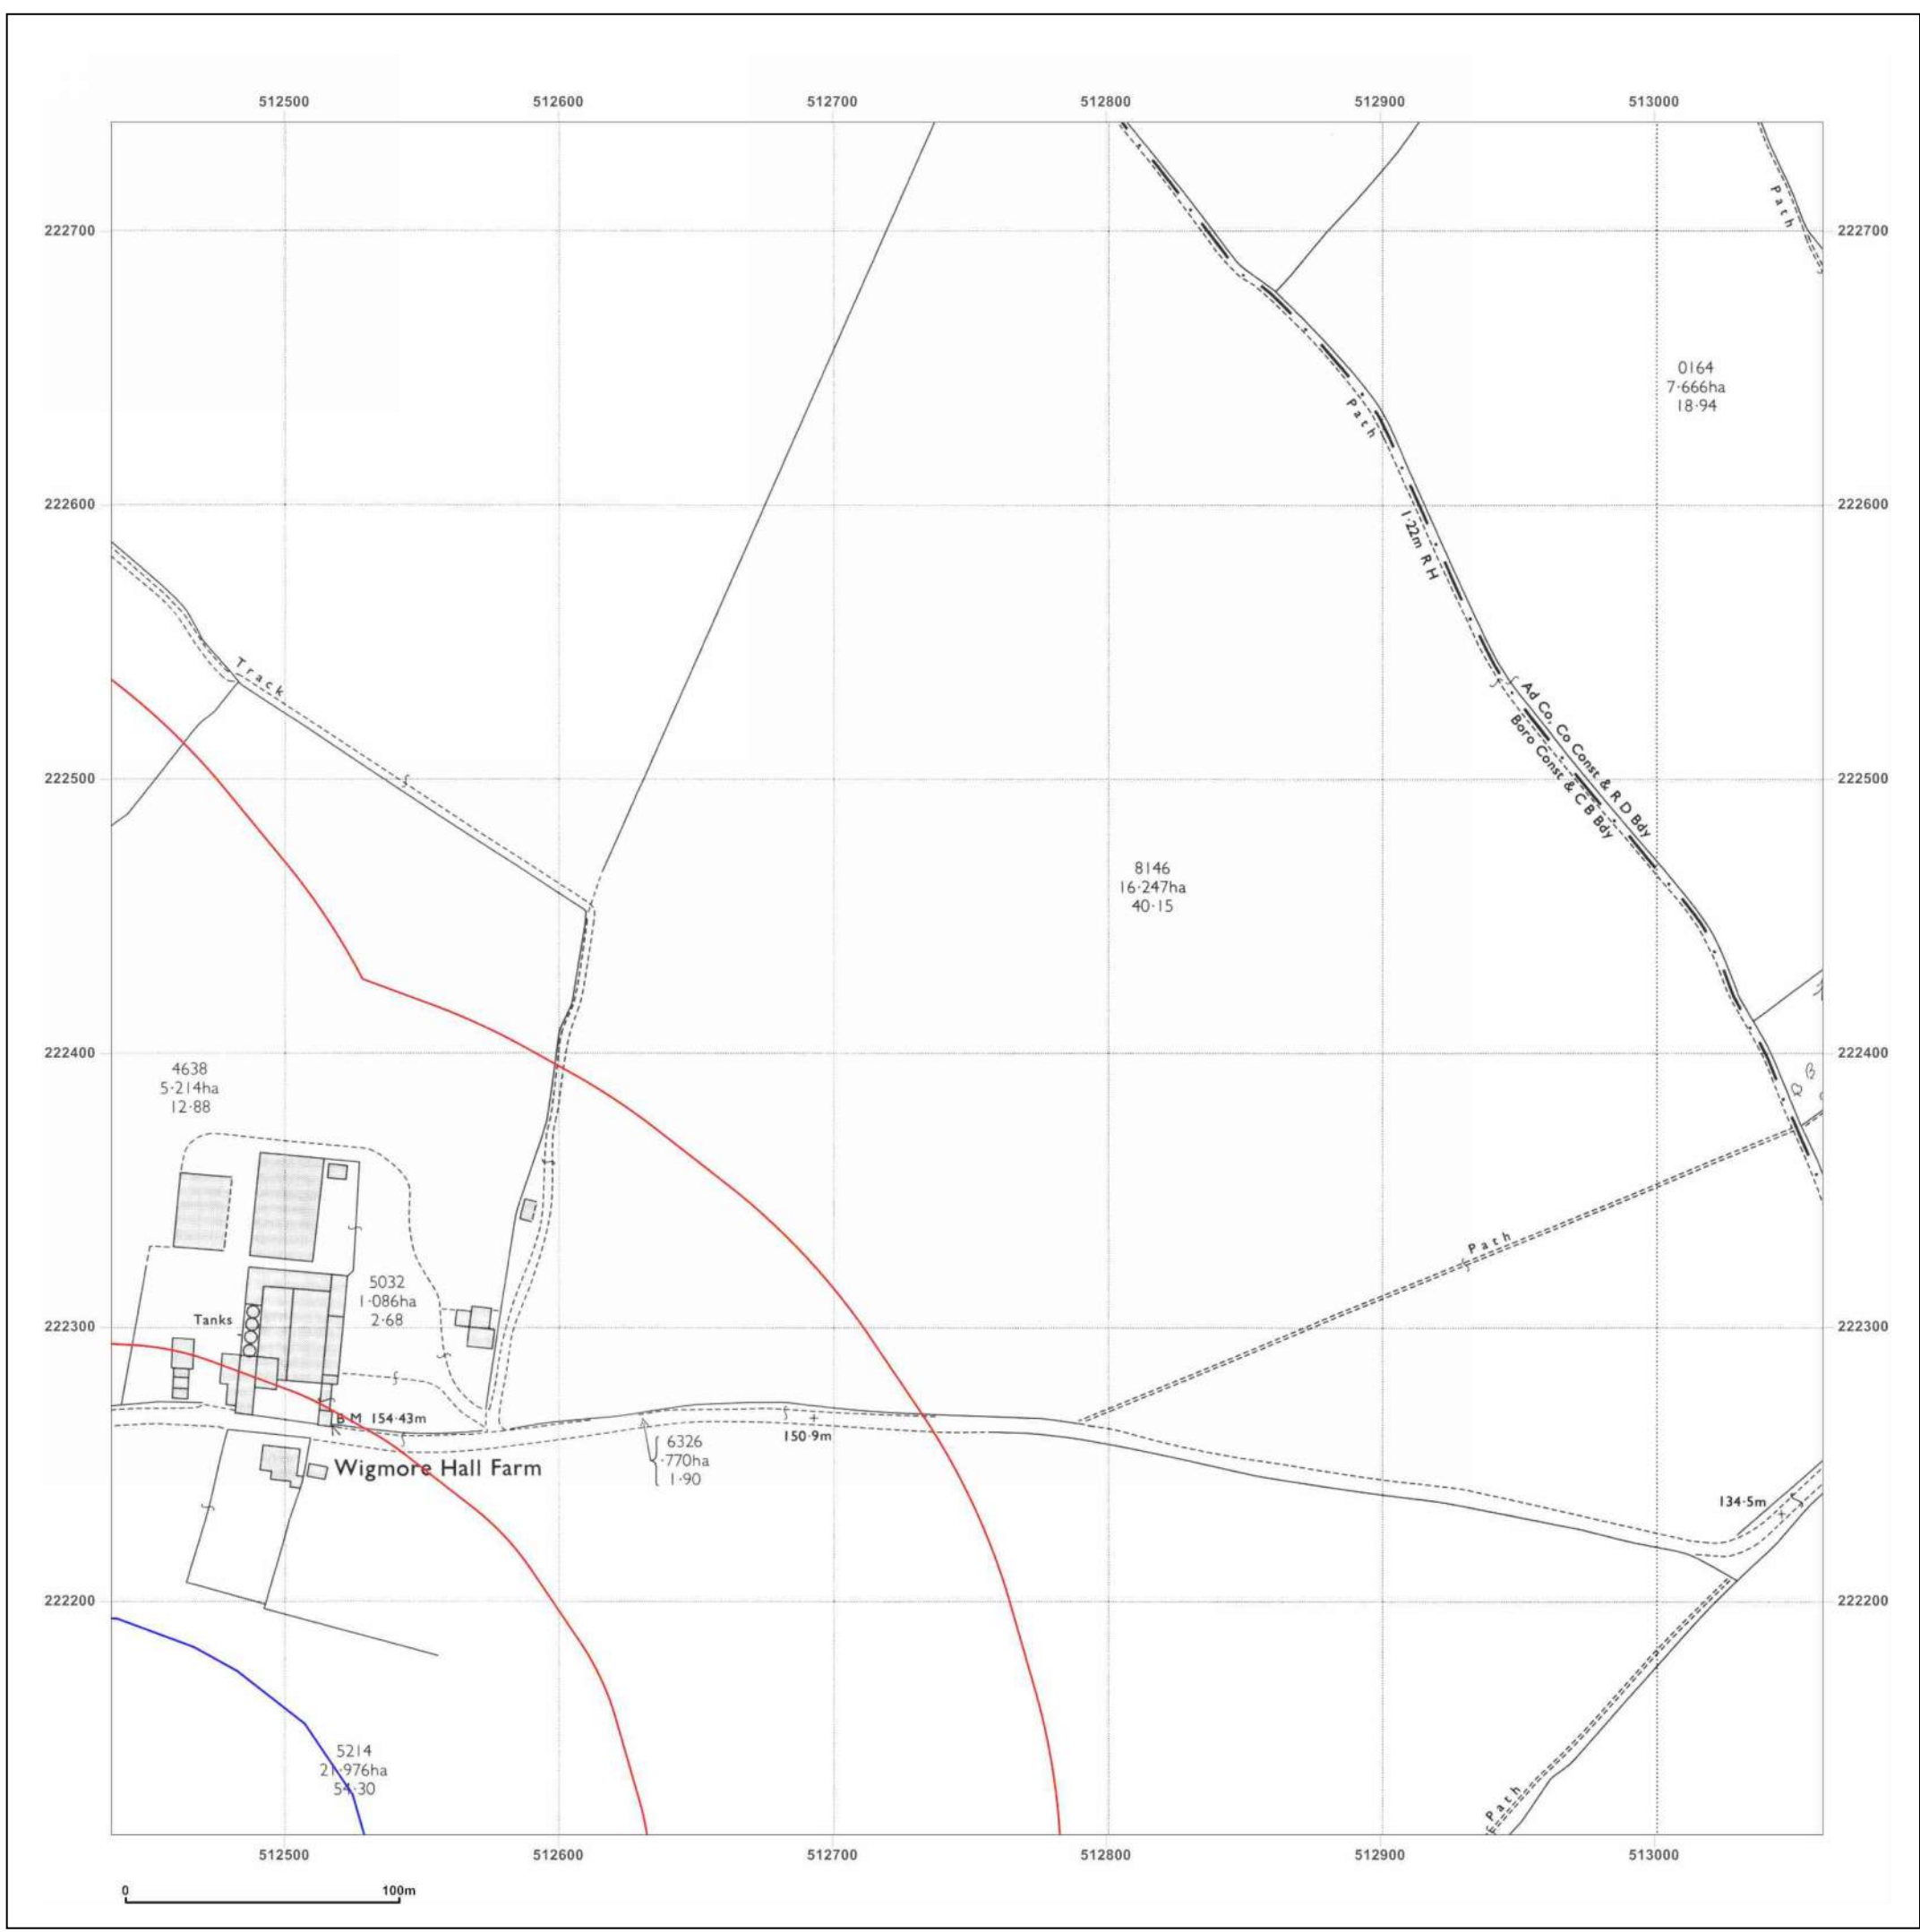 512500 512600 512700 512800 512900 513000
222700 222700
Path
0164
7·666ha
18·94
Path
222600 222600
1·22m R H
Track
Ad Co, Co Const & R D Bdy
Boro Const & C B Bdy
222500 222500
8146
16·247ha
40·15
222400 222400
4638
5·214ha
12·88
B
Path
5032
1·086ha
2·68
Tanks
222300 222300
B M 154·43m
150·9m
6326
·770ha
1·90
Wigmore Hall Farm
134·5m
222200 222200
5214
21·976ha
54·30
Path
512500 512600 512700 512800 512900 513000
0 100m